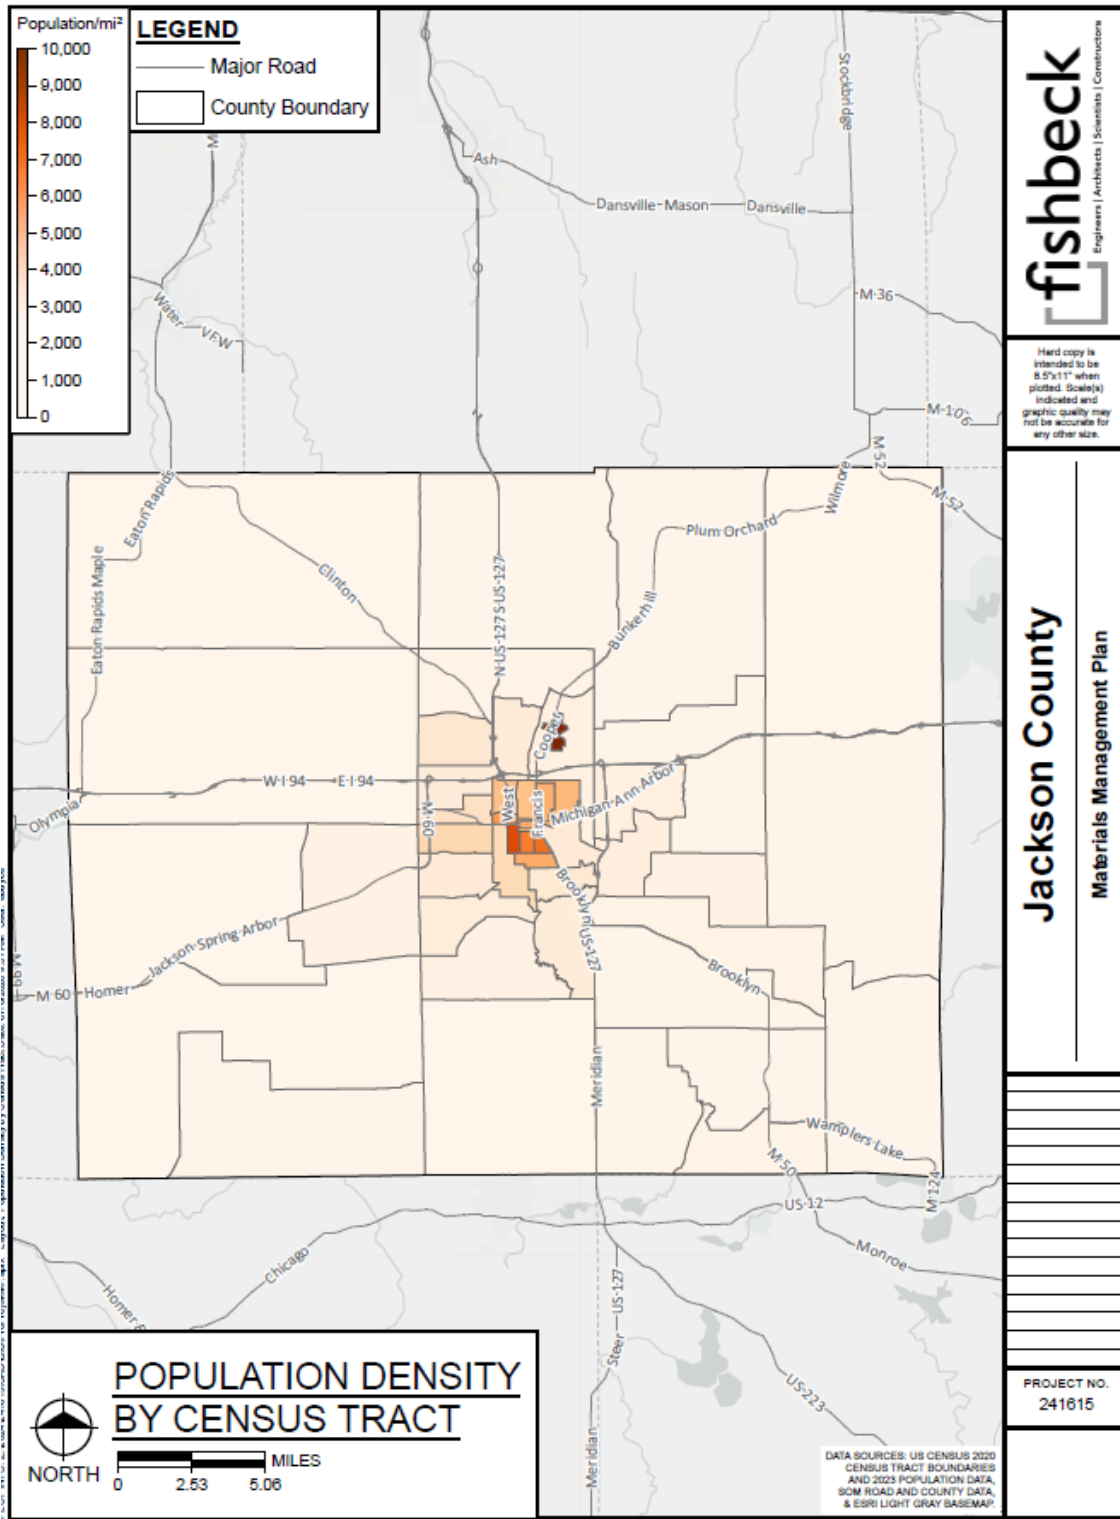 Population/mi²
10,000
9,000
8,000
7,000
6,000
5,000
4,000
3,000
2,000
1,000
0
LEGEND
Major Road
County Boundary
Stockbridge
Ash
Dansville-Mason
Dansville
M-36
Water
V.F.W
M-106
M-52
M-52
Wilmore
Plum Orchard
Eaton Rapids
Eaton Rapids Maple
Clinton
N-US-127 S-US-127
Bunkerhill
Cooper
W-I 94
E-I 94
Michigan-Ann-Arbor
West
Francis
M-60
Olympia
Brooklyn
US-127
Jackson-Spring-Arbor
M-99
M 60
Homer
Brooklyn
Meridian
Wamplers Lake
M-50
M-124
US-12
Monroe
Chicago
US-127
Steer
US-223
Meridian
fishbeck
Engineers | Architects | Scientists | Constructors
Hard copy is
intended to be
8.5"x11" when
plotted. Scale(s)
indicated and
graphic quality may
not be accurate for
any other size.
Jackson County
Materials Management Plan
PROJECT NO.
241615
POPULATION DENSITY
BY CENSUS TRACT
NORTH
MILES
0 2.53 5.06
DATA SOURCES: US CENSUS 2020
CENSUS TRACT BOUNDARIES
AND 2023 POPULATION DATA,
SOM ROAD AND COUNTY DATA,
& ESRI LIGHT GRAY BASEMAP.